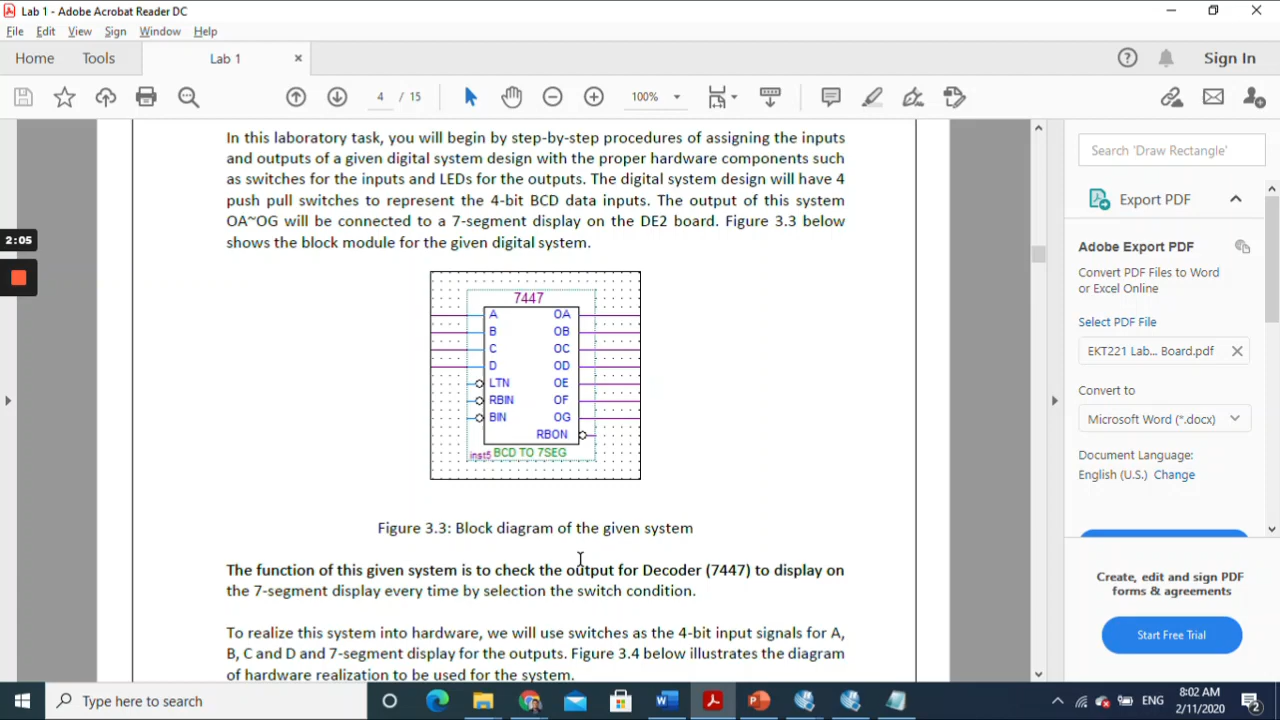 Lab 1 - Adobe Acrobat Reader DC
File Edit View Sign Window Help
Home Tools Lab 1 × Sign In
4 / 15 100%
In this laboratory task, you will begin by step-by-step procedures of assigning the inputs
and outputs of a given digital system design with the proper hardware components such
as switches for the inputs and LEDs for the outputs. The digital system design will have 4
push pull switches to represent the 4-bit BCD data inputs. The output of this system
OA~OG will be connected to a 7-segment display on the DE2 board. Figure 3.3 below
shows the block module for the given digital system.
2:05
7447
A OA
B OB
C OC
D OD
LTN OE
RBIN OF
BIN OG
RBON
inst5 BCD TO 7SEG
Figure 3.3: Block diagram of the given system
The function of this given system is to check the output for Decoder (7447) to display on
the 7-segment display every time by selection the switch condition.
To realize this system into hardware, we will use switches as the 4-bit input signals for A,
B, C and D and 7-segment display for the outputs. Figure 3.4 below illustrates the diagram
of hardware realization to be used for the system.
Search 'Draw Rectangle'
Export PDF
Adobe Export PDF
Convert PDF Files to Word
or Excel Online
Select PDF File
EKT221 Lab... Board.pdf
Convert to
Microsoft Word (*.docx)
Document Language:
English (U.S.) Change
Create, edit and sign PDF
forms & agreements
Start Free Trial
Type here to search
ENG
8:02 AM
2/11/2020
2